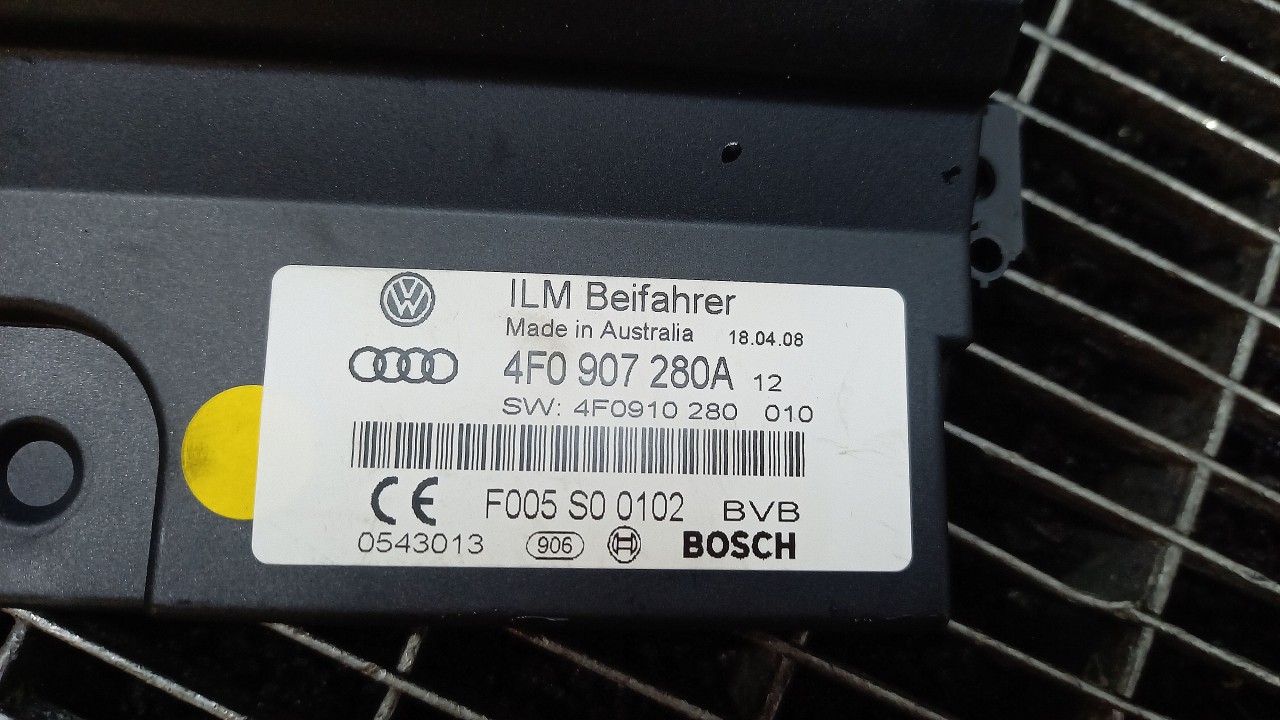 ILM Beifahrer
Made in Australia 18.04.08
4F0 907 280A 12
SW: 4F0910 280 010
CE F005 S0 0102 BVB
0543013 906 BOSCH